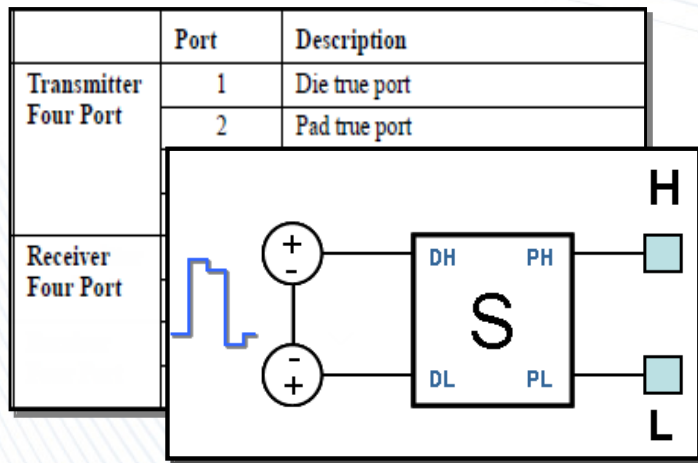 Port Description
Transmitter Four Port 1 Die true port
2 Pad true port
Receiver Four Port
H
+
-
DH PH
S
-
+
DL PL
L